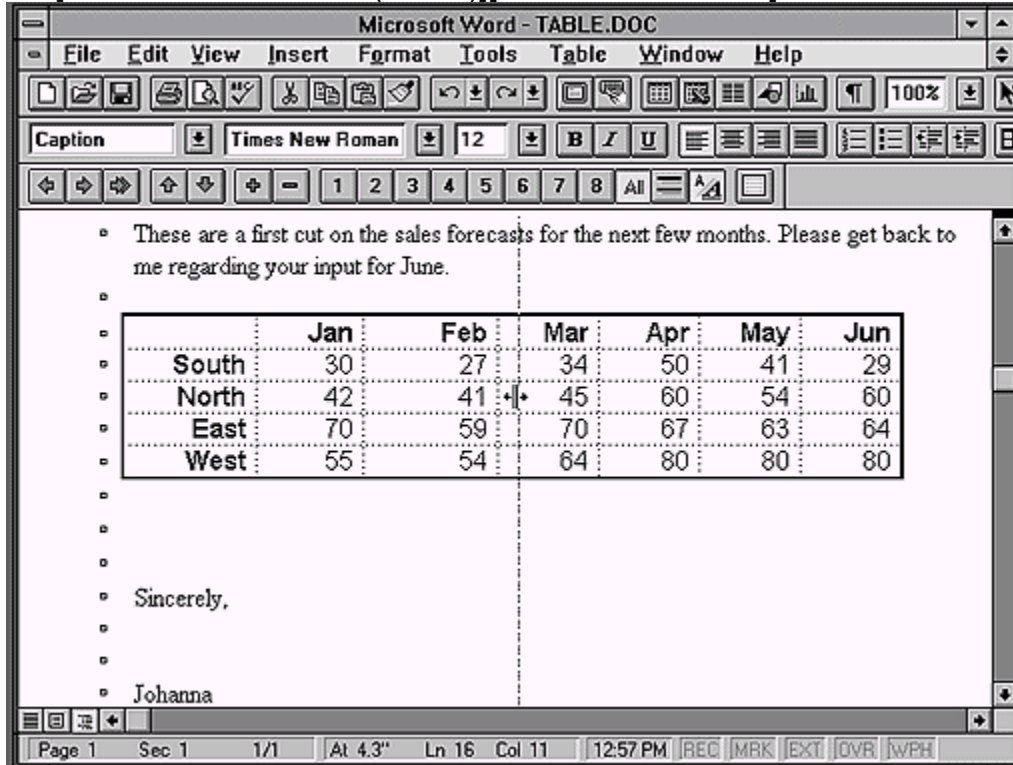 Microsoft Word - TABLE.DOC
File Edit View Insert Format Tools Table Window Help
100%
Caption Times New Roman 12 B I U
1 2 3 4 5 6 7 8 All
These are a first cut on the sales forecasts for the next few months. Please get back to
me regarding your input for June.
Jan Feb Mar Apr May Jun
South 30 27 34 50 41 29
North 42 41 45 60 54 60
East 70 59 70 67 63 64
West 55 54 64 80 80 80
Sincerely,
Johanna
Page 1 Sec 1 1/1 At 4.3" Ln 16 Col 11 12:57 PM REC MRK EXT OVR WPH